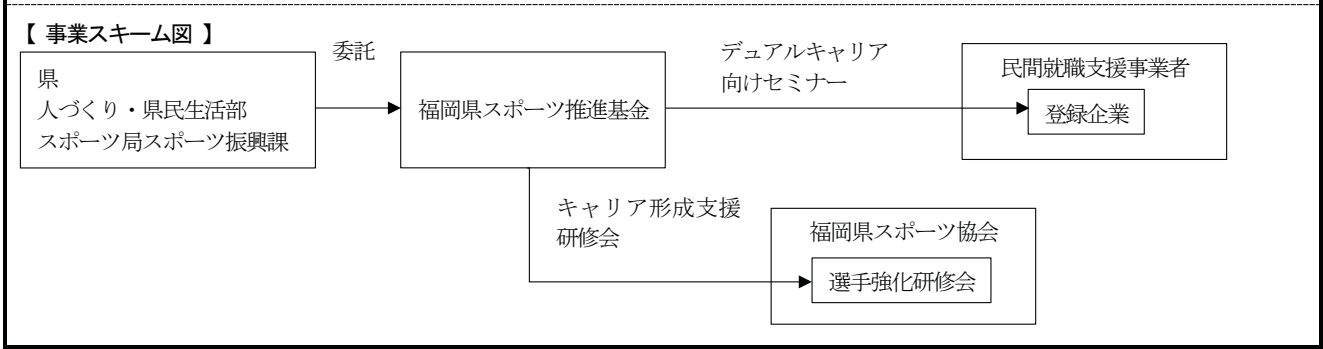 【 事業スキーム図 】
県
人づくり・県民生活部
スポーツ局スポーツ振興課
委託
福岡県スポーツ推進基金
デュアルキャリア
向けセミナー
民間就職支援事業者
登録企業
キャリア形成支援
研修会
福岡県スポーツ協会
選手強化研修会